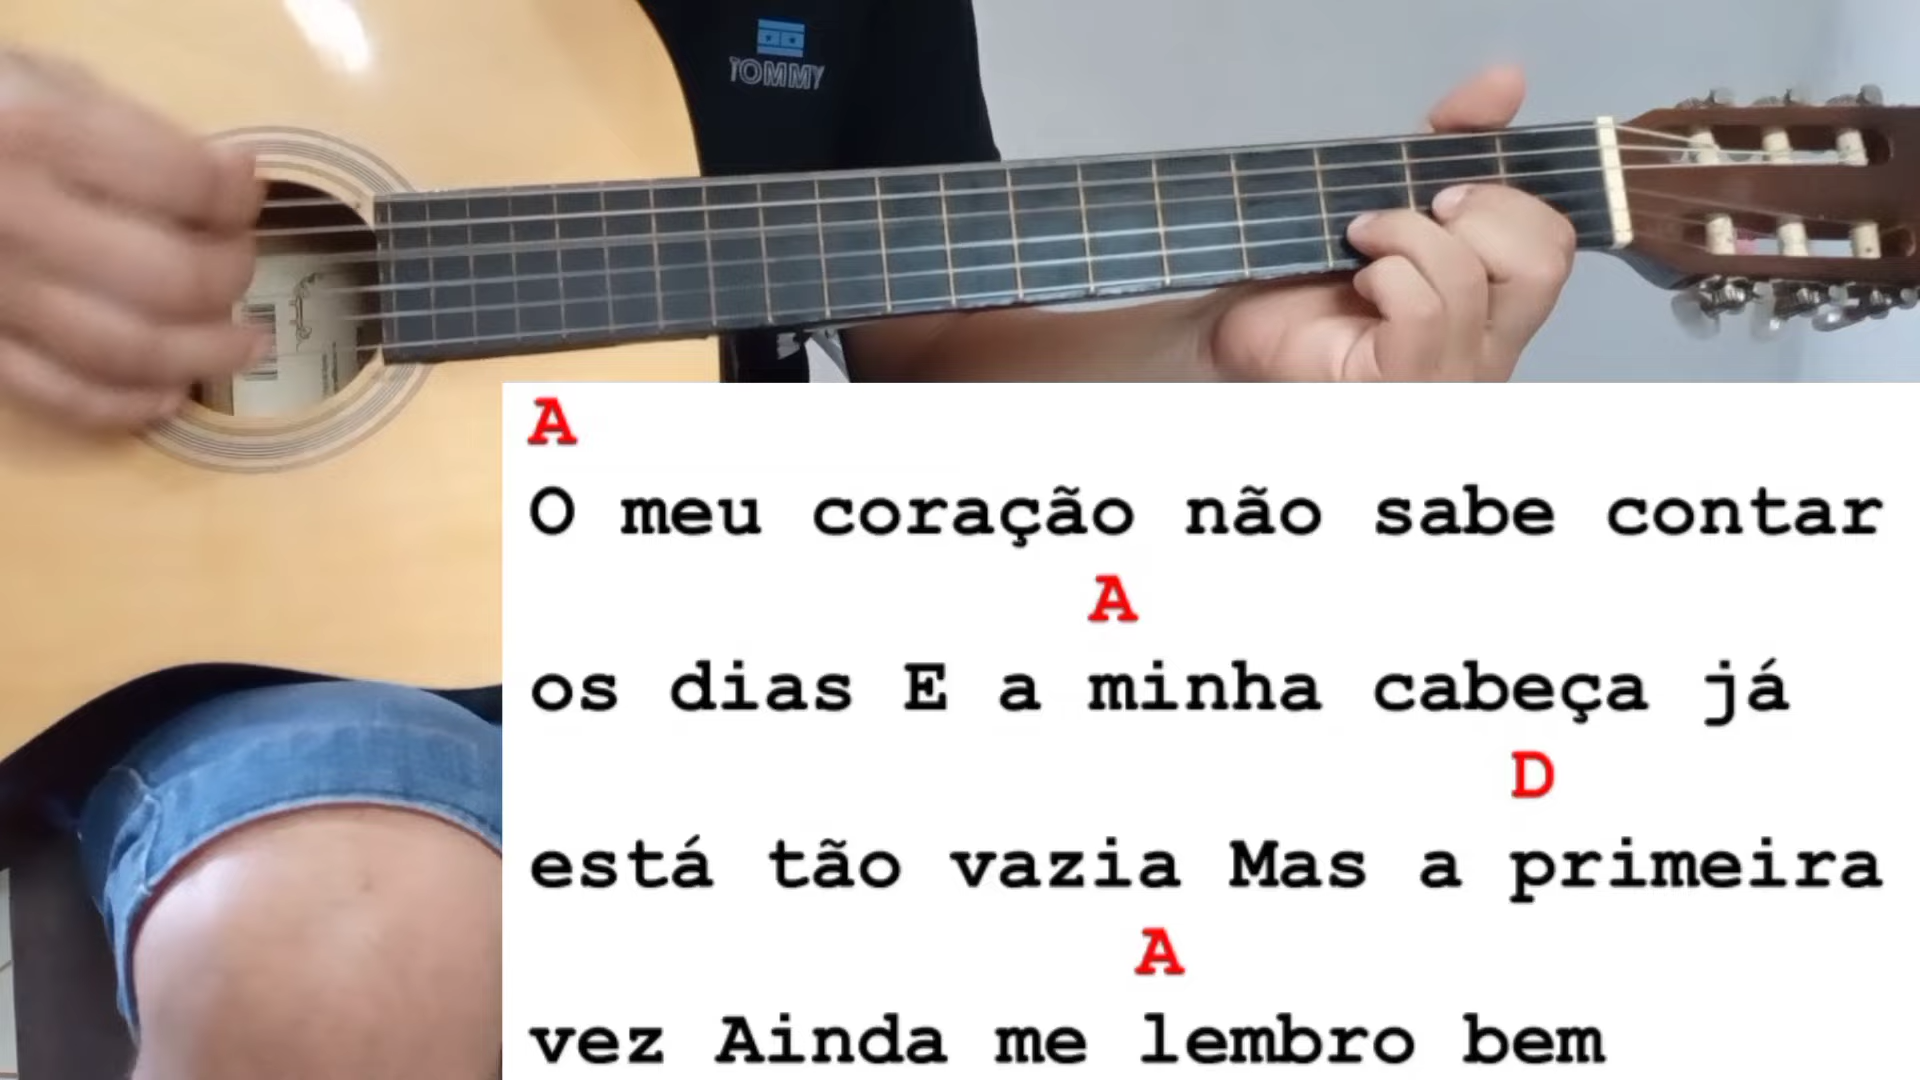 TOMMY
A
O meu coração não sabe contar
A
os dias E a minha cabeça já
D
está tão vazia Mas a primeira
A
vez Ainda me lembro bem